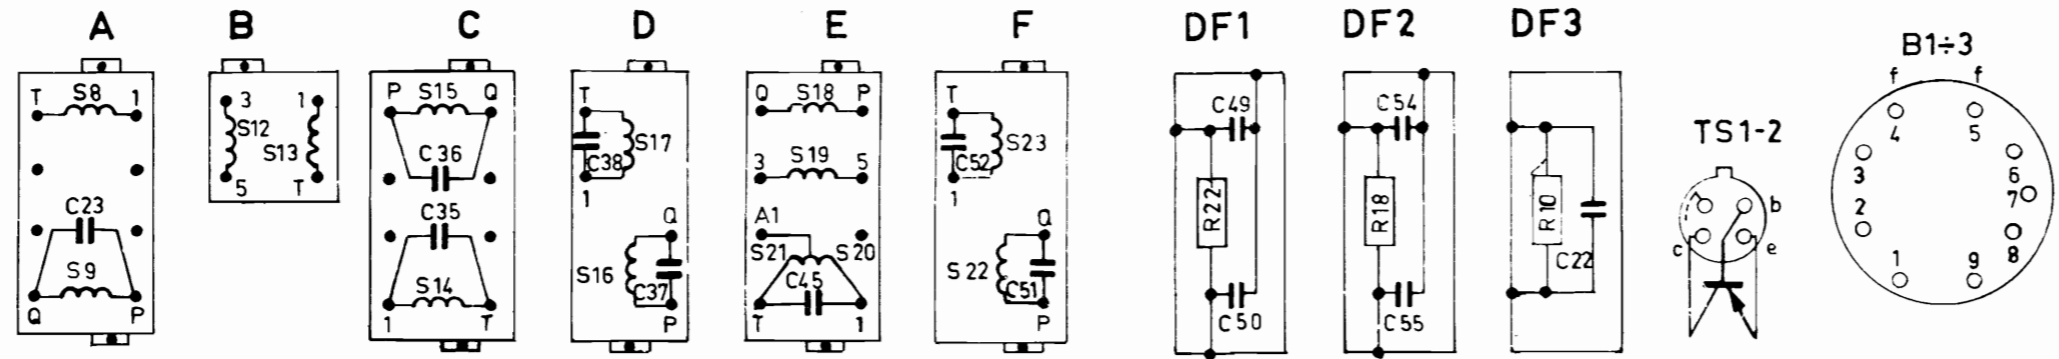 A B C D E F DF1 DF2 DF3 B1÷3
T S8 1
C23
S9
Q P
3 1
S12
S13
5 T
P S15 Q
C36
C35
S14
1 T
T
S17
C38
1
Q
S16
C37
P
Q S18 P
3 S19 5
A1
S21 S20
C45
T 1
T
S23
C52
1
Q
S22
C51
P
C49
R22
C50
C54
R18
C55
R10
C22
TS1-2
b
c e
f f
4 5
3 6
7
2
8
1 9